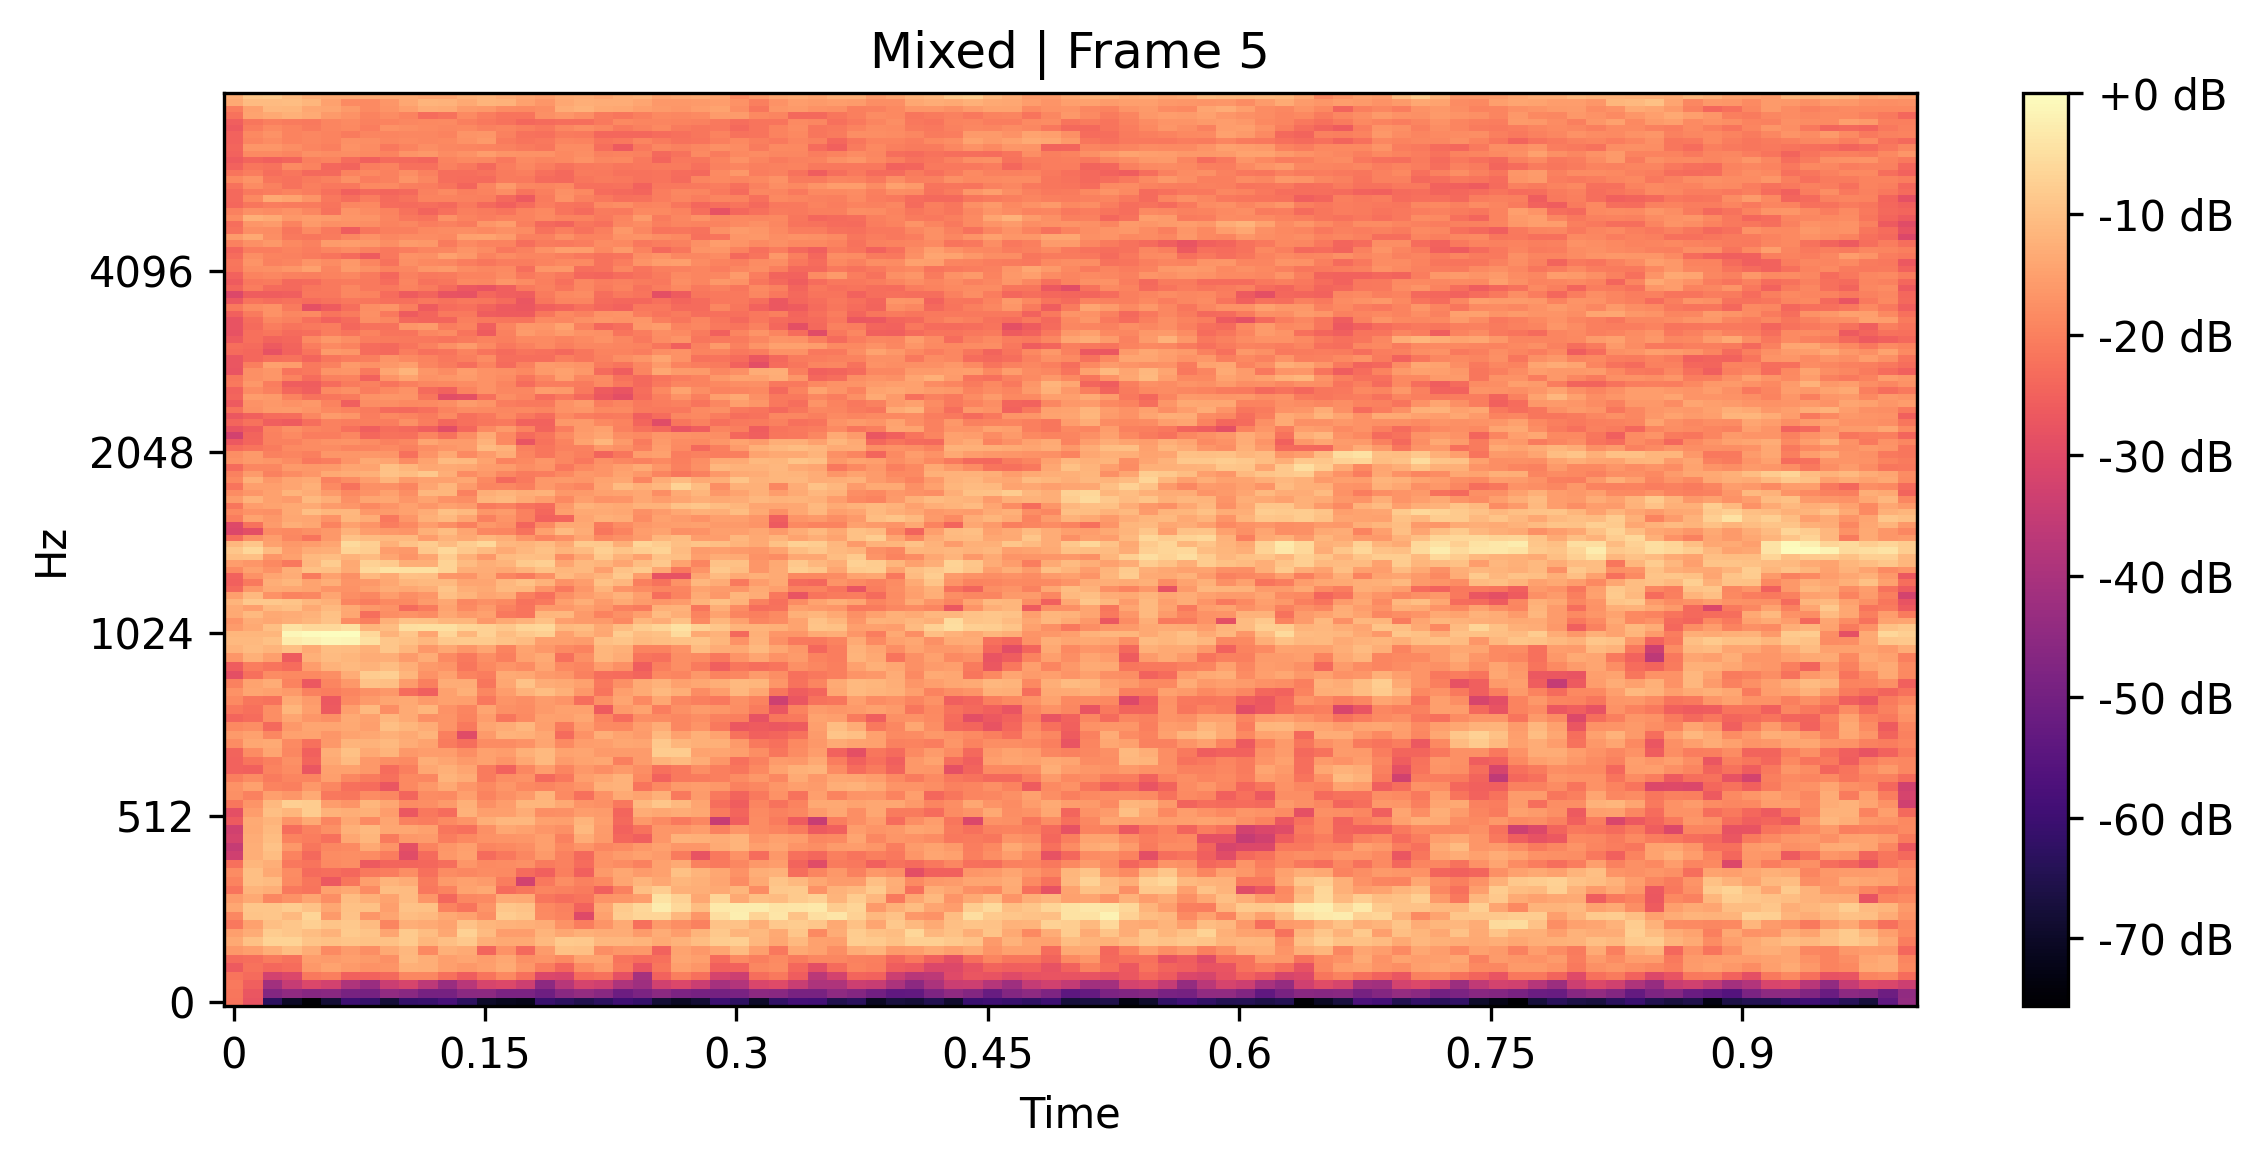 Mixed | Frame 5
+0 dB
-10 dB
-20 dB
-30 dB
-40 dB
-50 dB
-60 dB
-70 dB
Hz
4096
2048
1024
512
0
0 0.15 0.3 0.45 0.6 0.75 0.9
Time